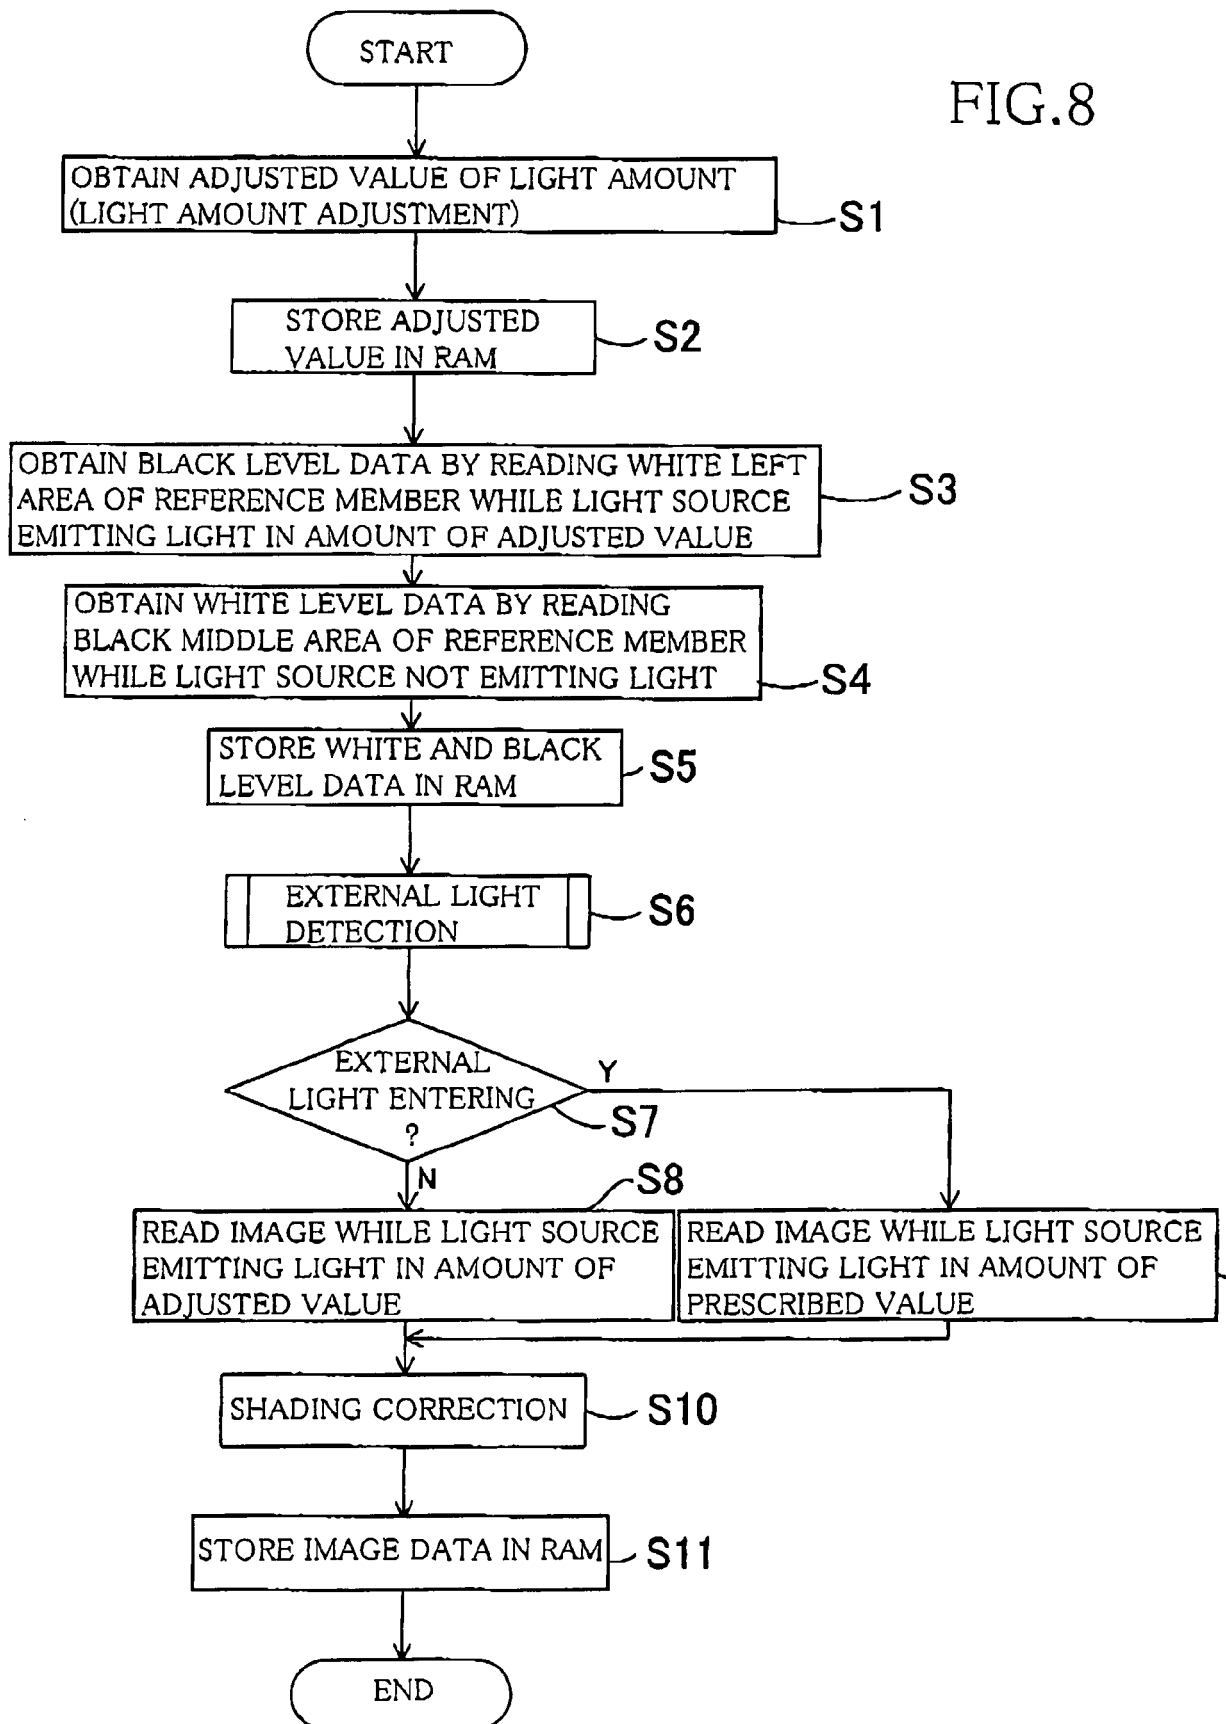 START
FIG.8
OBTAIN ADJUSTED VALUE OF LIGHT AMOUNT
(LIGHT AMOUNT ADJUSTMENT)
S1
STORE ADJUSTED
VALUE IN RAM
S2
OBTAIN BLACK LEVEL DATA BY READING WHITE LEFT
AREA OF REFERENCE MEMBER WHILE LIGHT SOURCE
EMITTING LIGHT IN AMOUNT OF ADJUSTED VALUE
S3
OBTAIN WHITE LEVEL DATA BY READING
BLACK MIDDLE AREA OF REFERENCE MEMBER
WHILE LIGHT SOURCE NOT EMITTING LIGHT
S4
STORE WHITE AND BLACK
LEVEL DATA IN RAM
S5
EXTERNAL LIGHT
DETECTION
S6
EXTERNAL
LIGHT ENTERING
?
S7
Y
N
S8
READ IMAGE WHILE LIGHT SOURCE
EMITTING LIGHT IN AMOUNT OF
ADJUSTED VALUE
READ IMAGE WHILE LIGHT SOURCE
EMITTING LIGHT IN AMOUNT OF
PRESCRIBED VALUE
SHADING CORRECTION
S10
STORE IMAGE DATA IN RAM
S11
END